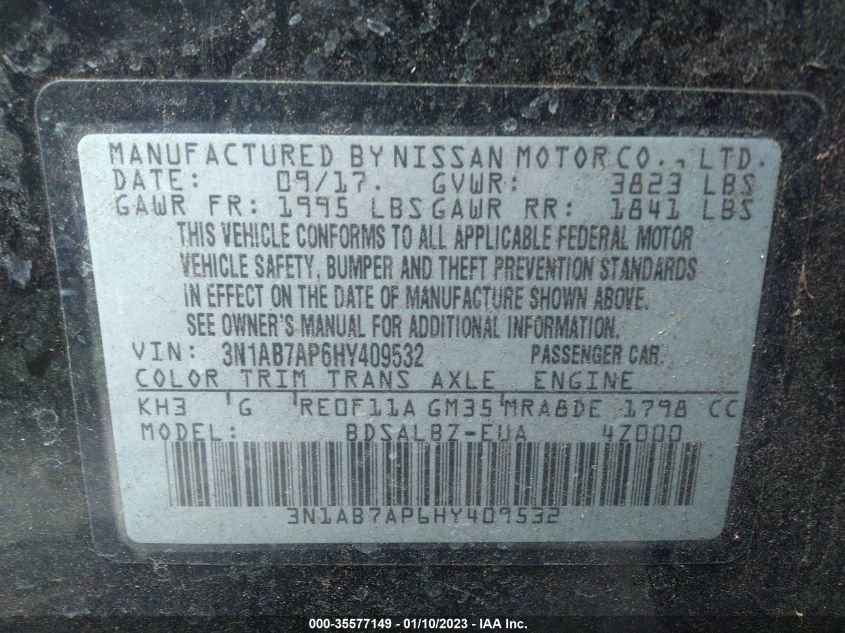 MANUFACTURED BY NISSAN MOTOR CO., LTD.
DATE: 09/17. GVWR: 3823 LBS
GAWR FR: 1995 LBS GAWR RR: 1841 LBS
THIS VEHICLE CONFORMS TO ALL APPLICABLE FEDERAL MOTOR
VEHICLE SAFETY, BUMPER AND THEFT PREVENTION STANDARDS
IN EFFECT ON THE DATE OF MANUFACTURE SHOWN ABOVE.
SEE OWNER'S MANUAL FOR ADDITIONAL INFORMATION.
VIN: 3N1AB7AP6HY409532 PASSENGER CAR.
COLOR TRIM TRANS AXLE ENGINE
KH3 'G 'RE0F11A GM35 'MRA8DE 1798 CC
MODEL: BDSALBZ-EUA 4Z000
3N1AB7AP6HY409532
000-35577149 - 01/10/2023 - www.iaai.com/